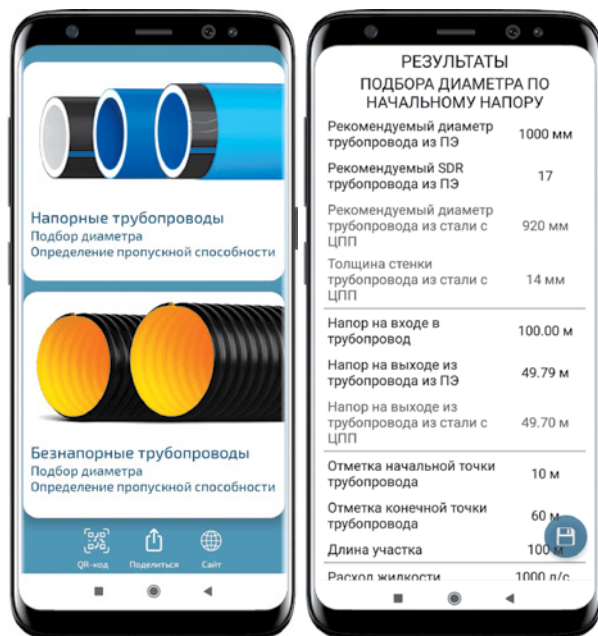 Напорные трубопроводы
Подбор диаметра
Определение пропускной способности
Безнапорные трубопроводы
Подбор диаметра
Определение пропускной способности
QR-код Поделиться Сайт
РЕЗУЛЬТАТЫ
ПОДБОРА ДИАМЕТРА ПО
НАЧАЛЬНОМУ НАПОРУ
Рекомендуемый диаметр
трубопровода из ПЭ 1000 мм
Рекомендуемый SDR
трубопровода из ПЭ 17
Рекомендуемый диаметр
трубопровода из стали с 920 мм
ЦПП
Толщина стенки
трубопровода из стали с 14 мм
ЦПП
Напор на входе в
трубопровод 100.00 м
Напор на выходе из
трубопровода из ПЭ 49.79 м
Напор на выходе из
трубопровода из стали с 49.70 м
ЦПП
Отметка начальной точки
трубопровода 10 м
Отметка конечной точки
трубопровода 60 м
Длина участка 100 м
Расход жидкости 1000 л/с